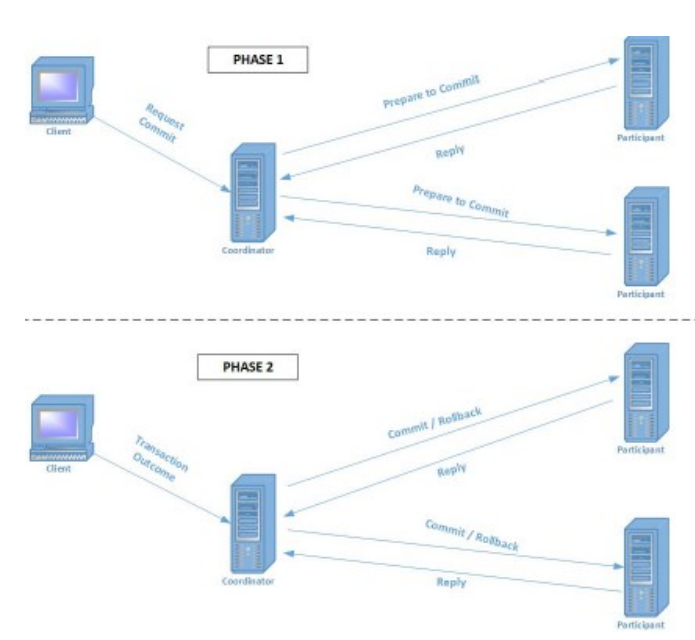 PHASE 1
Client
Request
Commit
Coordinator
Prepare to Commit
Reply
Participant
Prepare to Commit
Reply
Participant
PHASE 2
Client
Transaction
Outcome
Coordinator
Commit / Rollback
Reply
Participant
Commit / Rollback
Reply
Participant